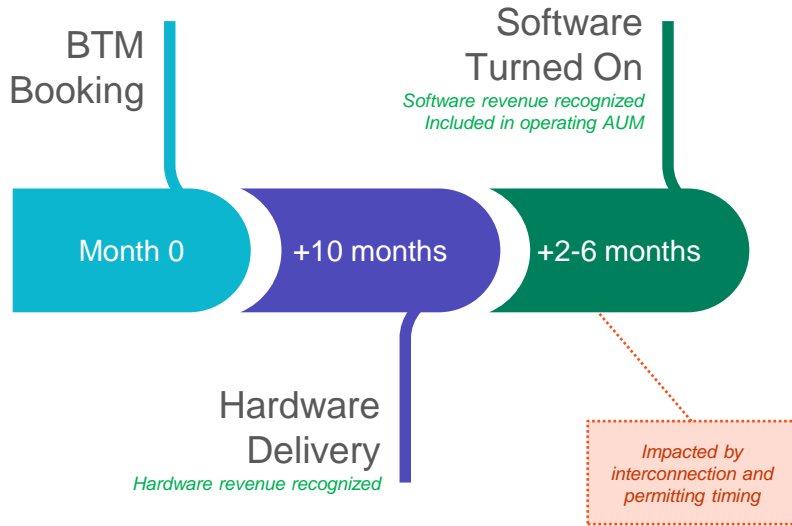 BTM
Booking
Software
Turned On
Software revenue recognized
Included in operating AUM
Month 0
+10 months
+2-6 months
Hardware
Delivery
Hardware revenue recognized
Impacted by
interconnection and
permitting timing